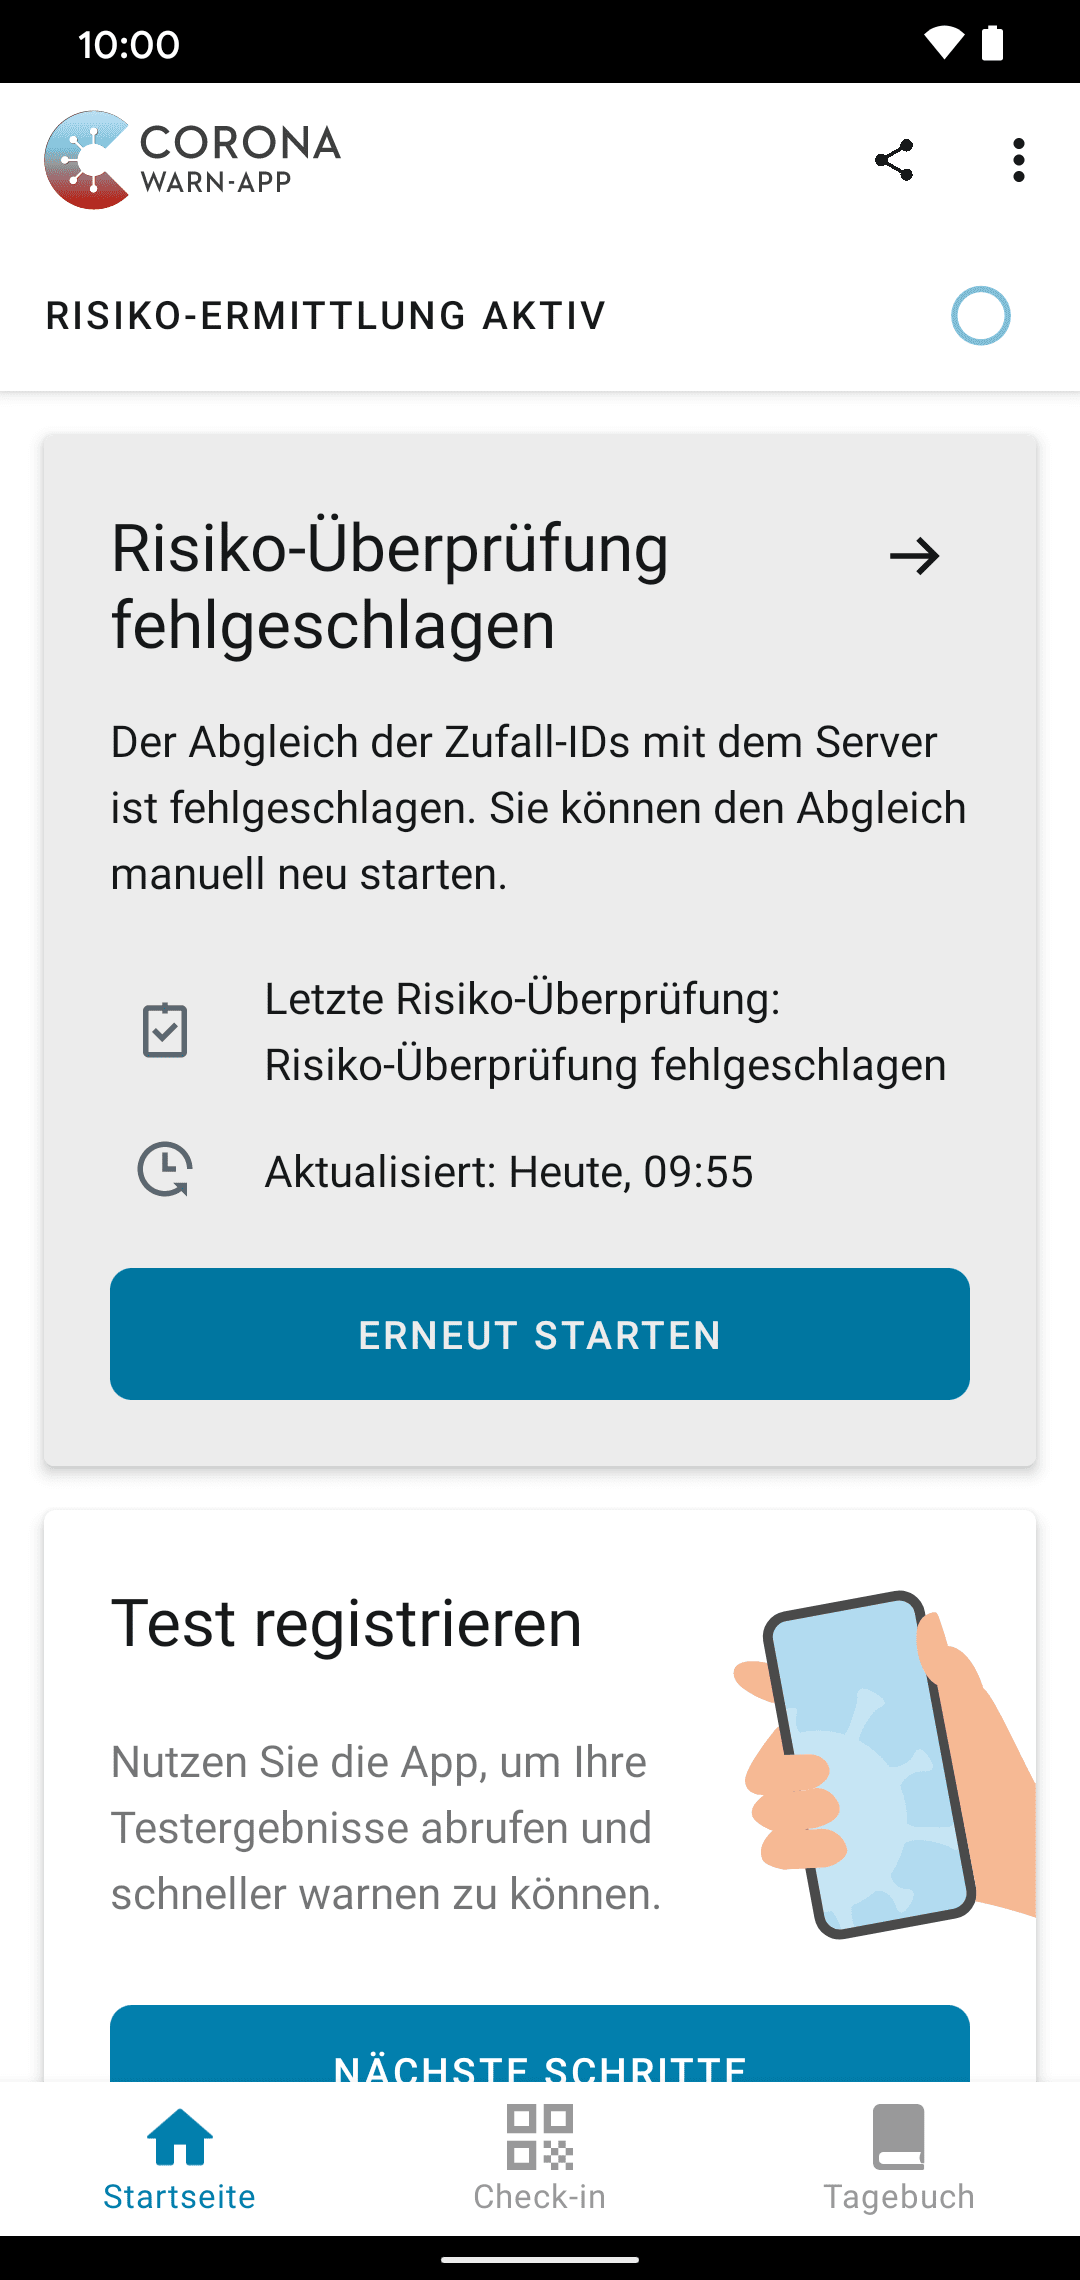 10:00
CORONA
WARN-APP
RISIKO-ERMITTLUNG AKTIV
Risiko-Überprüfung
fehlgeschlagen
Der Abgleich der Zufall-IDs mit dem Server
ist fehlgeschlagen. Sie können den Abgleich
manuell neu starten.
Letzte Risiko-Überprüfung:
Risiko-Überprüfung fehlgeschlagen
Aktualisiert: Heute, 09:55
ERNEUT STARTEN
Test registrieren
Nutzen Sie die App, um Ihre
Testergebnisse abrufen und
schneller warnen zu können.
NÄCHSTE SCHRITTE
Startseite
Check-in
Tagebuch